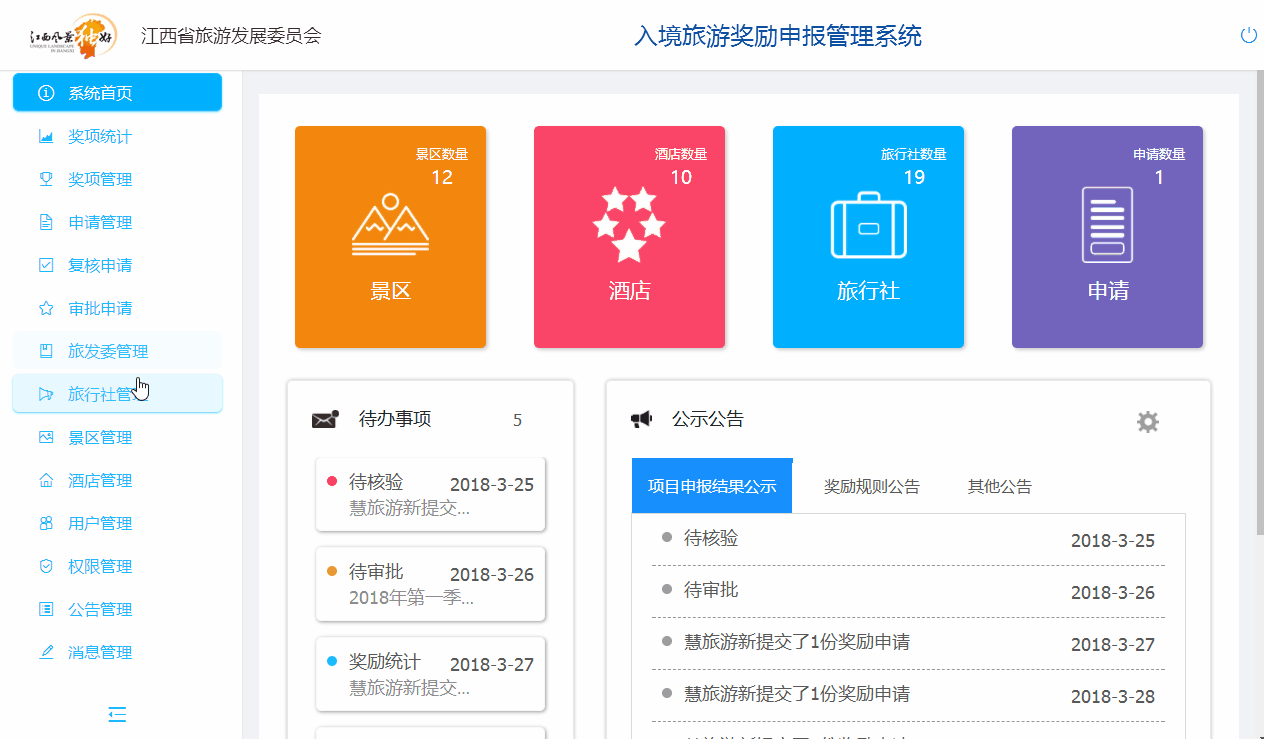 江西风景独好
UNIQUE LANDSCAPE
IN JIANGXI
江西省旅游发展委员会
入境旅游奖励申报管理系统
系统首页
奖项统计
奖项管理
申请管理
复核申请
审批申请
旅发委管理
旅行社管
景区管理
酒店管理
用户管理
权限管理
公告管理
消息管理
景区数量
12
景区
酒店数量
10
酒店
旅行社数量
19
旅行社
申请数量
1
申请
待办事项 5
待核验 2018-3-25
慧旅游新提交...
待审批 2018-3-26
2018年第一季...
奖励统计 2018-3-27
慧旅游新提交...
公示公告
项目申报结果公示 奖励规则公告 其他公告
待核验 2018-3-25
待审批 2018-3-26
慧旅游新提交了1份奖励申请 2018-3-27
慧旅游新提交了1份奖励申请 2018-3-28